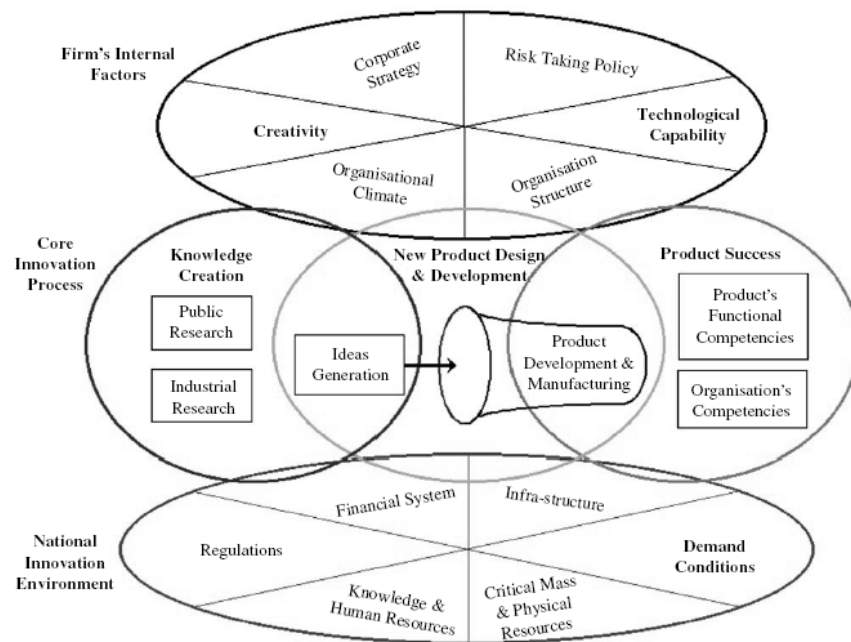 Firm's Internal
Factors
Corporate
Strategy
Risk Taking Policy
Creativity
Technological
Capability
Organisational
Climate
Organisation
Structure
Core
Innovation
Process
Knowledge
Creation
New Product Design
& Development
Product Success
Public
Research
Industrial
Research
Ideas
Generation
Product
Development &
Manufacturing
Product's
Functional
Competencies
Organisation's
Competencies
National
Innovation
Environment
Financial System
Infra-structure
Regulations
Demand
Conditions
Knowledge &
Human Resources
Critical Mass
& Physical
Resources